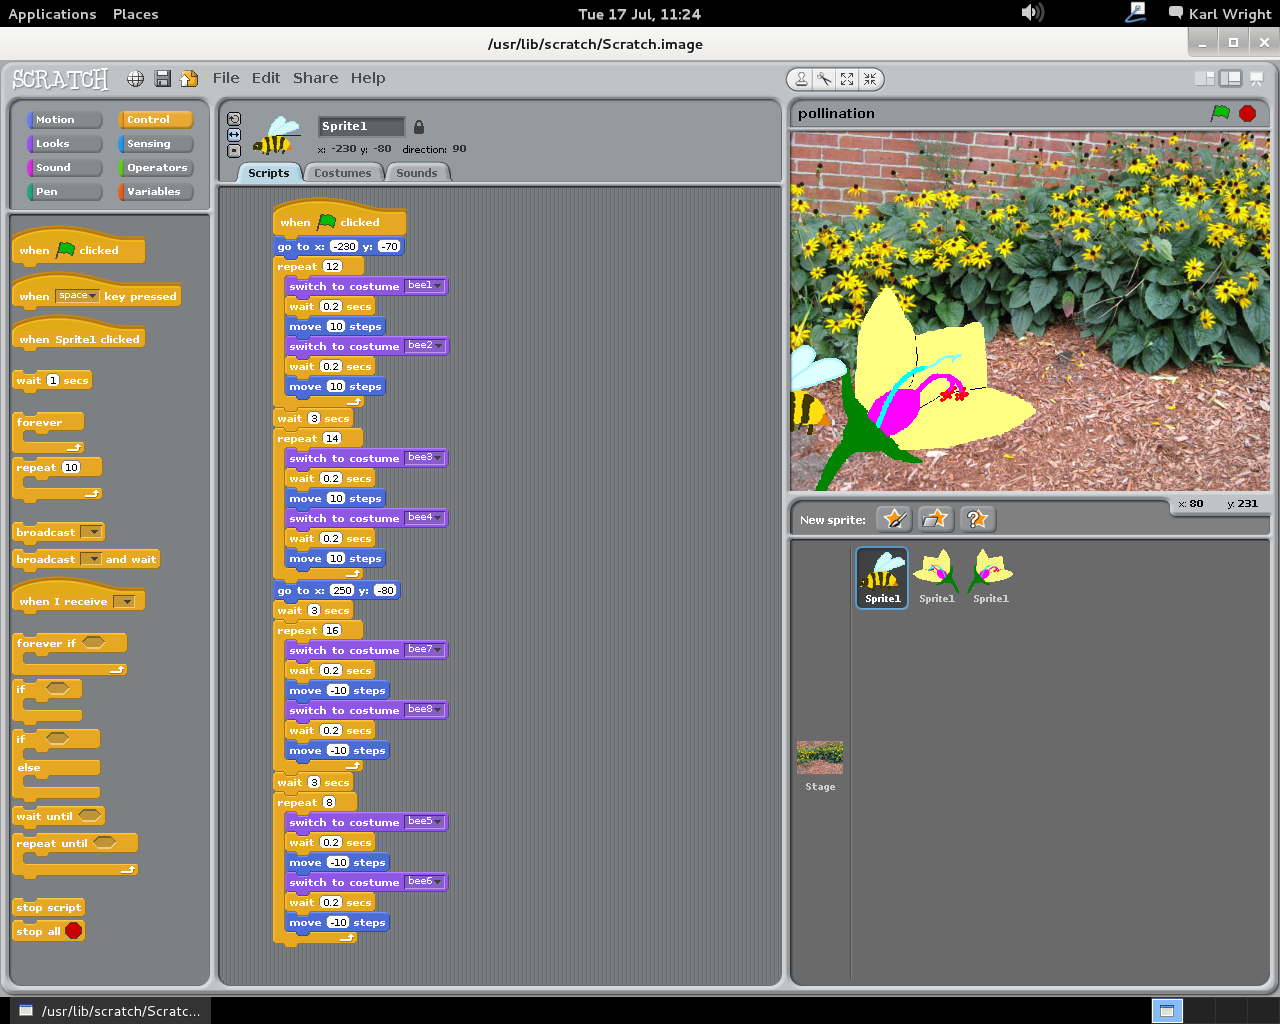 Applications Places Tue 17 Jul, 11:24 Karl Wright
/usr/lib/scratch/Scratch.image
SCRATCH File Edit Share Help
Motion Control
Looks Sensing
Sound Operators
Pen Variables
when clicked
when space key pressed
when Sprite1 clicked
wait 1 secs
forever
repeat 10
broadcast
broadcast and wait
when I receive
forever if
if
if
else
wait until
repeat until
stop script
stop all
Sprite1
x: -230 y: -80 direction: 90
Scripts Costumes Sounds
when clicked
go to x: -230 y: -70
repeat 12
switch to costume bee1
wait 0.2 secs
move 10 steps
switch to costume bee2
wait 0.2 secs
move 10 steps
wait 3 secs
repeat 14
switch to costume bee3
wait 0.2 secs
move 10 steps
switch to costume bee4
wait 0.2 secs
move 10 steps
go to x: 250 y: -80
wait 3 secs
repeat 16
switch to costume bee7
wait 0.2 secs
move -10 steps
switch to costume bee8
wait 0.2 secs
move -10 steps
wait 3 secs
repeat 8
switch to costume bee5
wait 0.2 secs
move -10 steps
switch to costume bee6
wait 0.2 secs
move -10 steps
pollination
x: 80 y: 231
New sprite:
Sprite1 Sprite1 Sprite1
Stage
/usr/lib/scratch/Scratc...